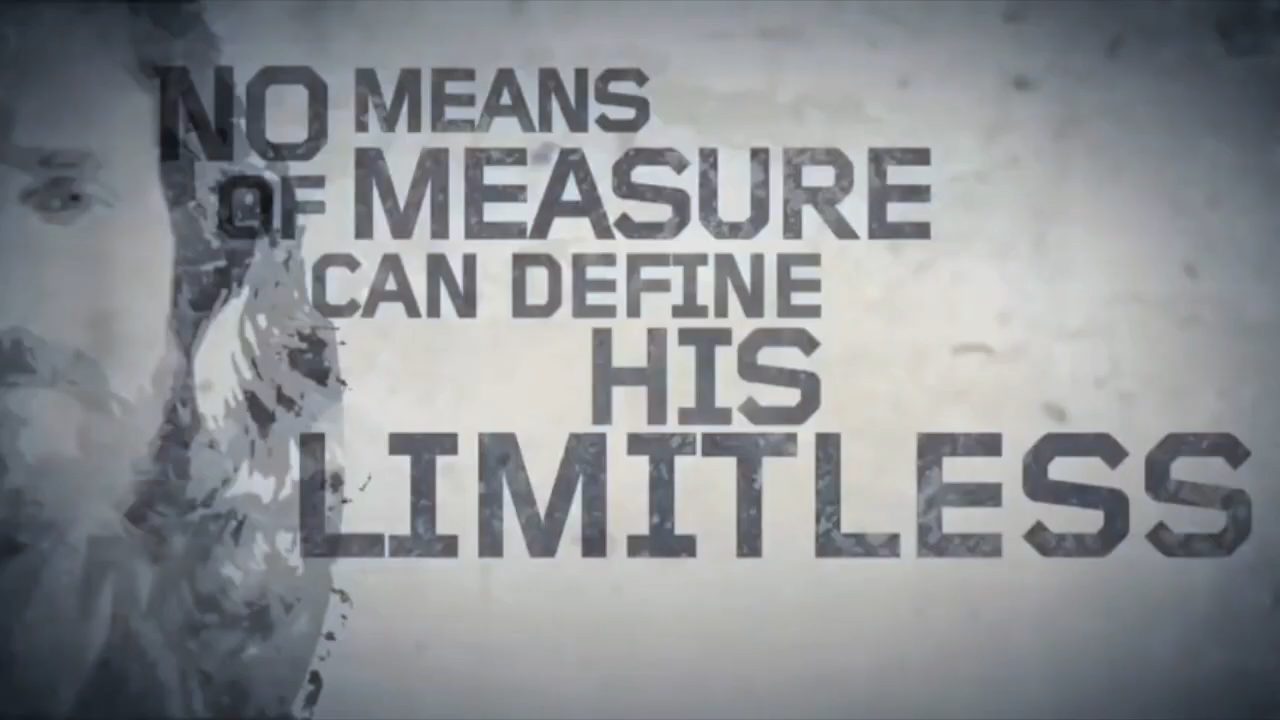 NO MEANS
OF MEASURE
CAN DEFINE
HIS
LIMITLESS